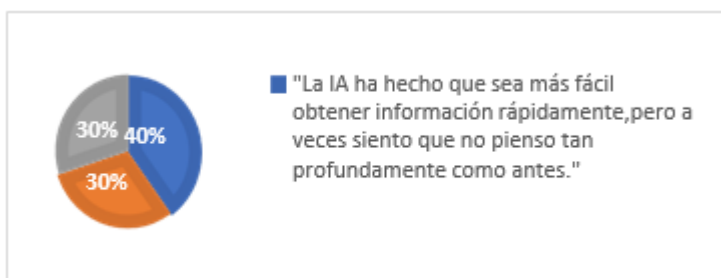 30% 40%
30%
"La IA ha hecho que sea más fácil
obtener información rápidamente,pero a
veces siento que no pienso tan
profundamente como antes."